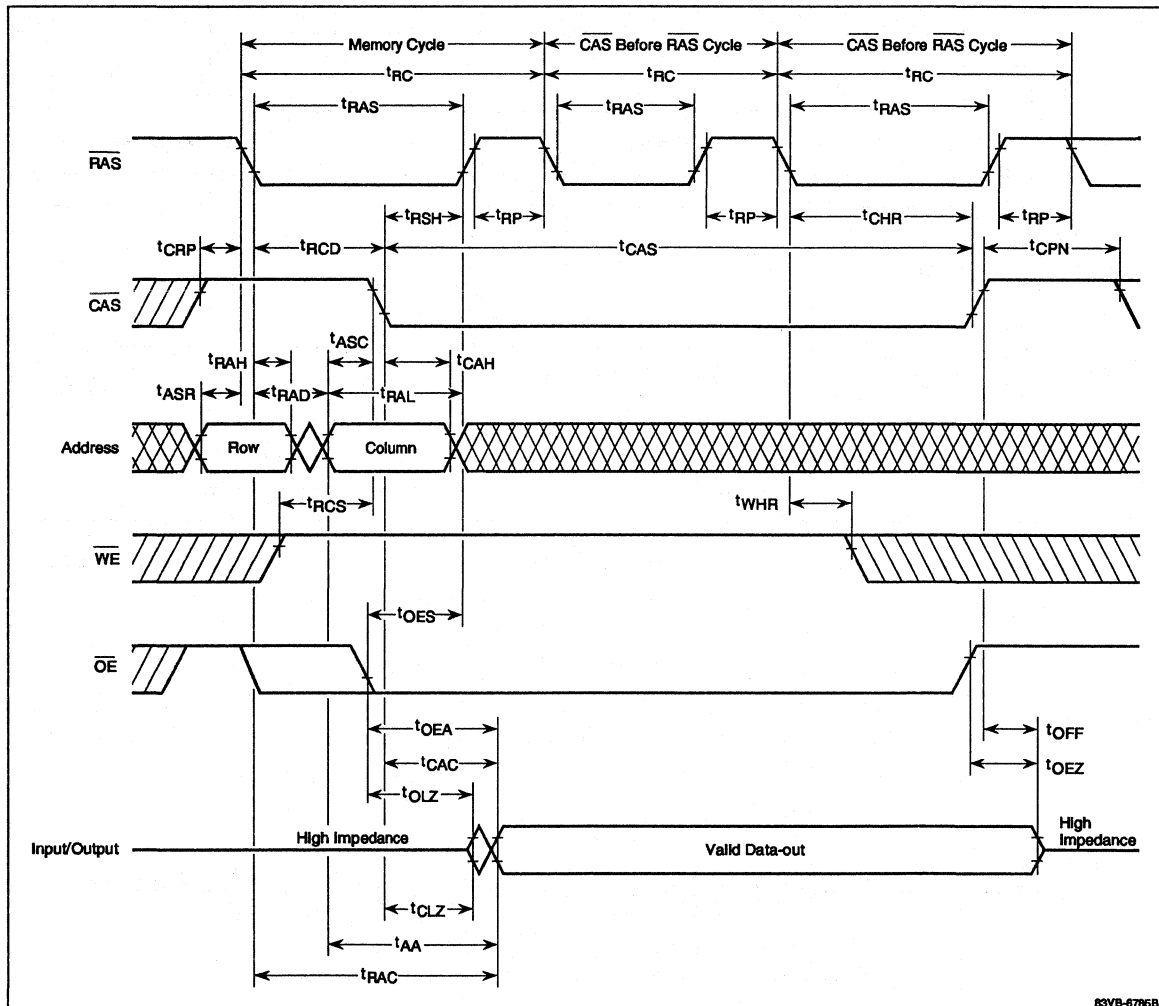 Memory Cycle
CAS Before RAS Cycle
CAS Before RAS Cycle
tRC
tRC
tRC
tRAS
tRAS
tRAS
RAS
tRSH
tRP
tRP
tCHR
tRP
tCRP
tRCD
tCAS
tCPN
CAS
tASC
tRAH
tCAH
tASR
tRAD
tRAL
Address
Row
Column
tRCS
tWHR
WE
tOES
OE
tOEA
tOFF
tCAC
tOEZ
tOLZ
High Impedance
High
Impedance
Input/Output
Valid Data-out
tCLZ
tAA
tRAC
83VB-6786B